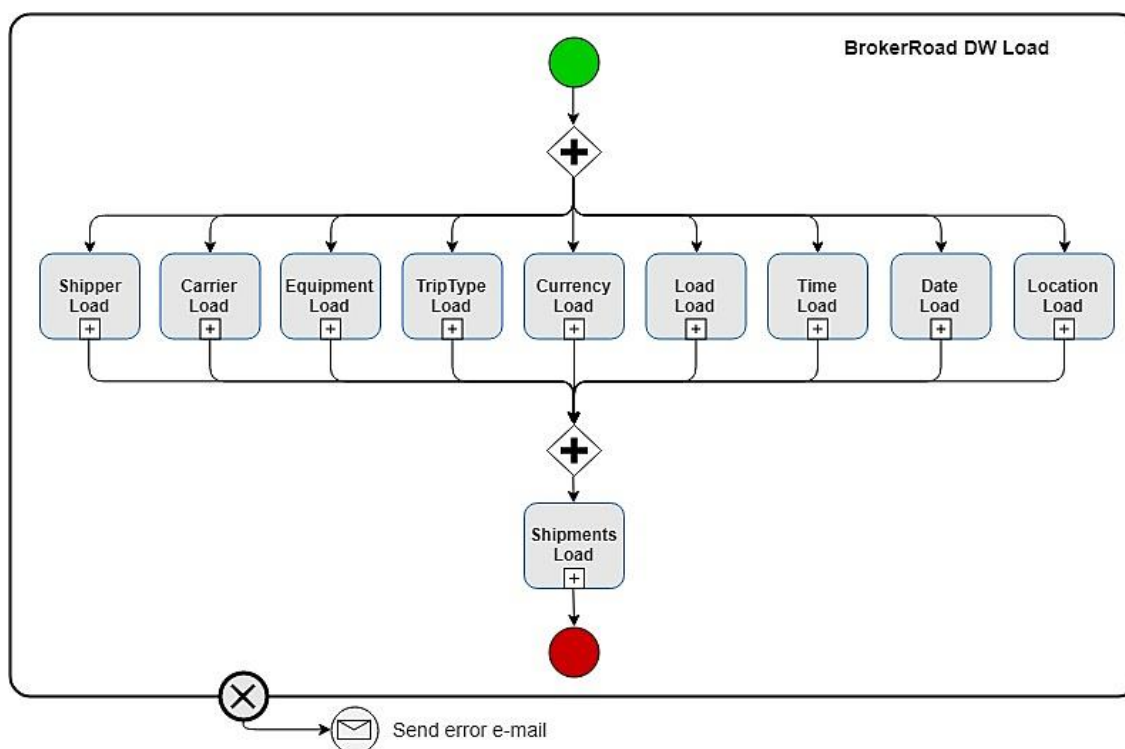 BrokerRoad DW Load
Shipper
Load
Carrier
Load
Equipment
Load
TripType
Load
Currency
Load
Load
Load
Time
Load
Date
Load
Location
Load
Shipments
Load
Send error e-mail